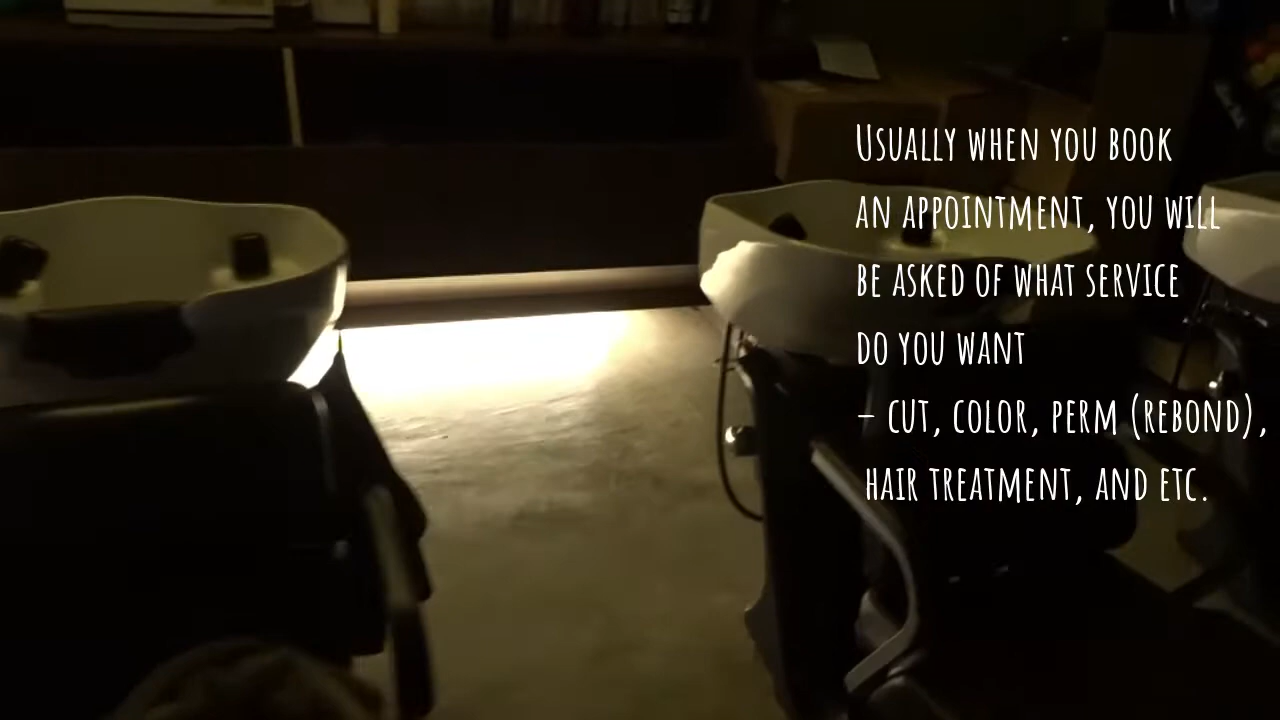 Usually when you book
an appointment, you will
be asked of what service
do you want
– cut, color, perm (rebond),
hair treatment, and etc.